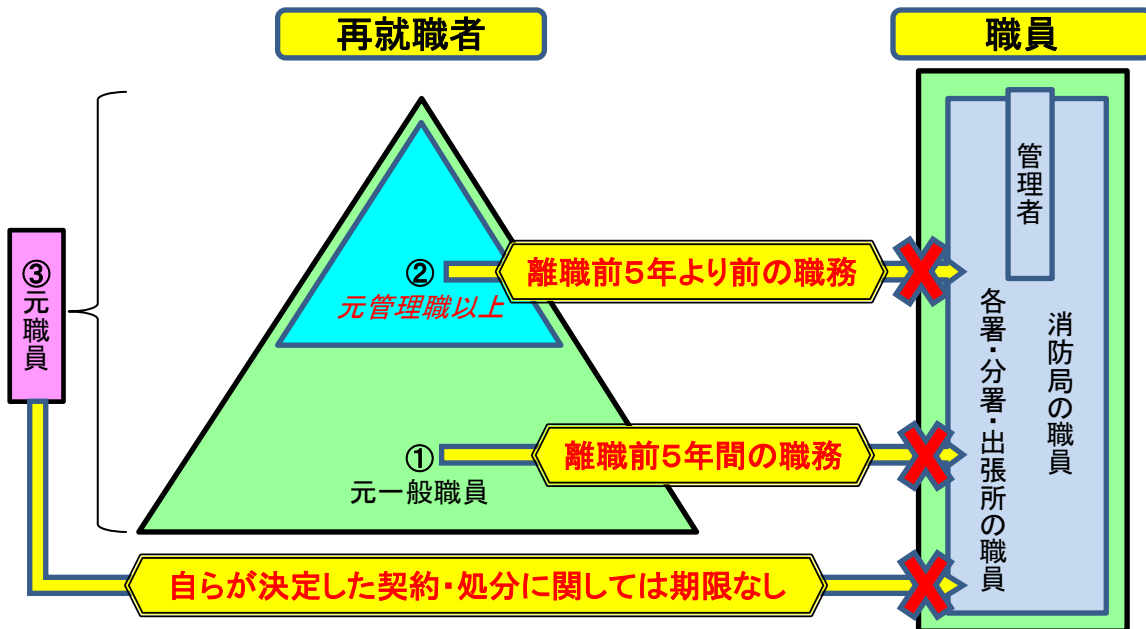 再就職者
職員
管理者
消防局の職員
各署・分署・出張所の職員
③元職員
②
元管理職以上
離職前5年より前の職務
①
元一般職員
離職前5年間の職務
自らが決定した契約・処分に関しては期限なし